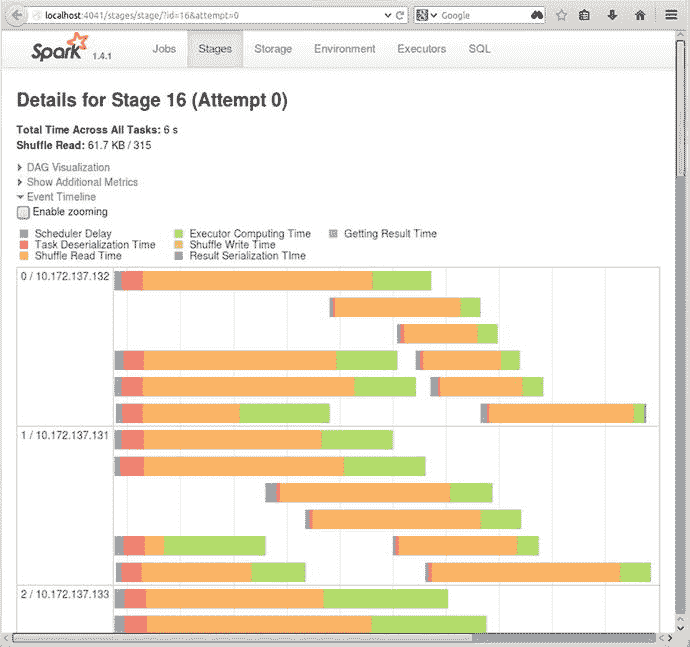 localhost:4041/stages/stage/?id=16&attempt=0
Google
Spark 1.4.1
Jobs Stages Storage Environment Executors SQL
Details for Stage 16 (Attempt 0)
Total Time Across All Tasks: 6 s
Shuffle Read: 61.7 KB / 315
DAG Visualization
Show Additional Metrics
Event Timeline
Enable zooming
Scheduler Delay Executor Computing Time Getting Result Time
Task Deserialization Time Shuffle Write Time
Shuffle Read Time Result Serialization TIme
0 / 10.172.137.132
1 / 10.172.137.131
2 / 10.172.137.133